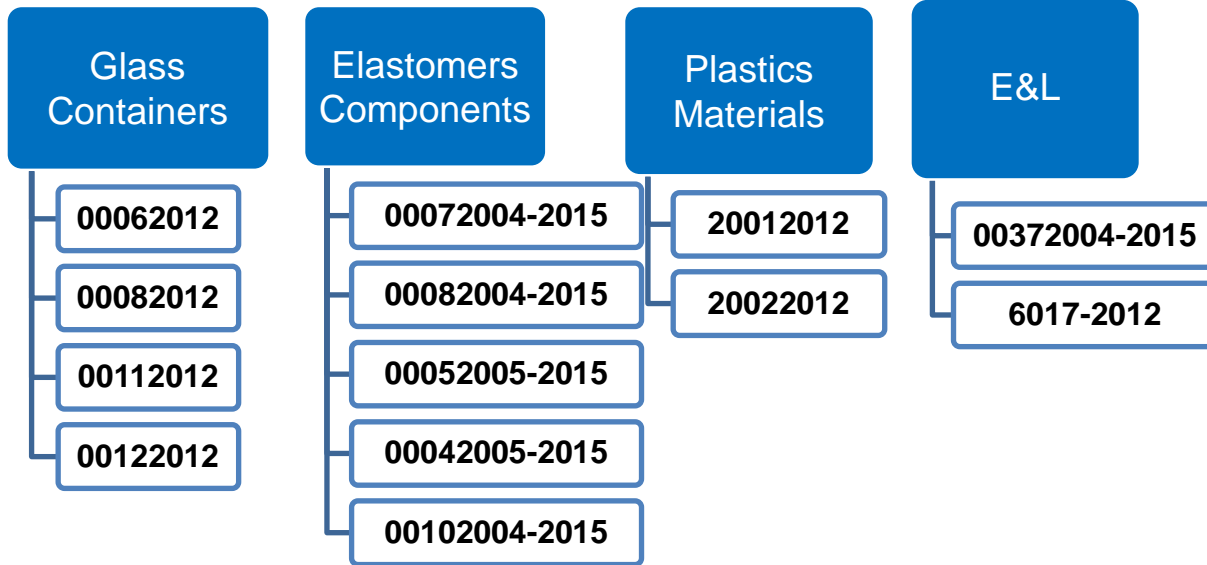 Glass
Containers
00062012
00082012
00112012
00122012
Elastomers
Components
00072004-2015
00082004-2015
00052005-2015
00042005-2015
00102004-2015
Plastics
Materials
20012012
20022012
E&L
00372004-2015
6017-2012